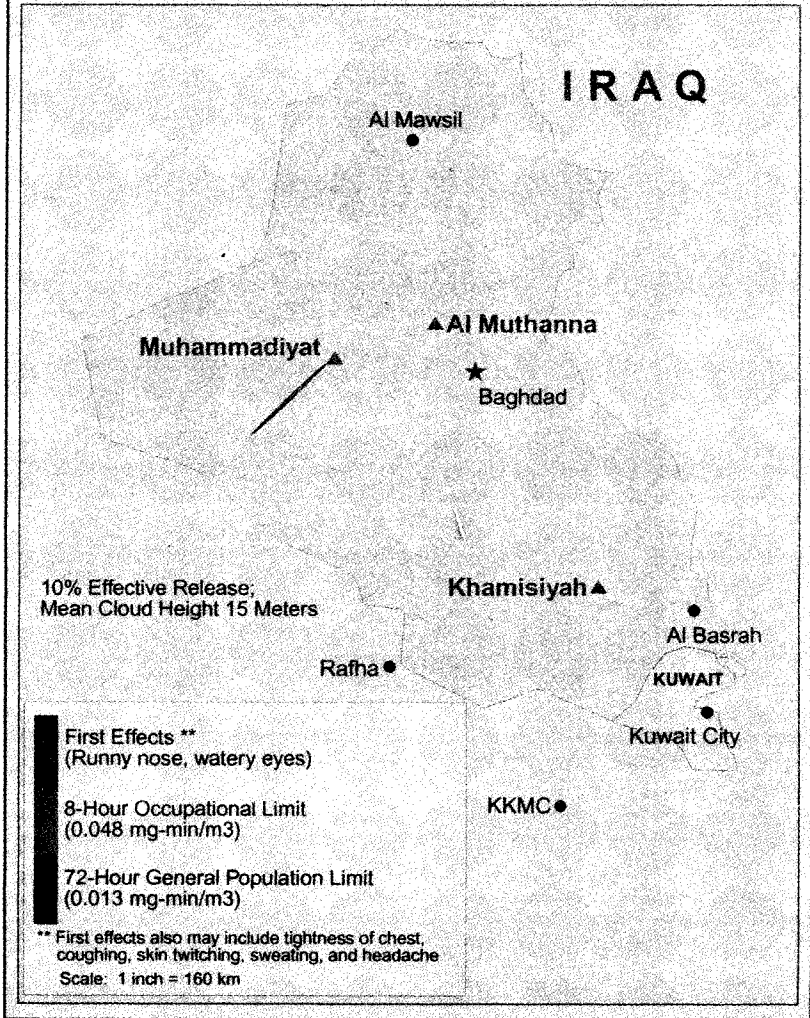 IRAQ
Al Mawsil
Al Muthanna
Muhammadiyat
Baghdad
10% Effective Release;
Mean Cloud Height 15 Meters
Khamisiyah
Al Basrah
Rafha
KUWAIT
Kuwait City
First Effects **
(Runny nose, watery eyes)
8-Hour Occupational Limit
(0.048 mg-min/m3)
KKMC
72-Hour General Population Limit
(0.013 mg-min/m3)
** First effects also may include tightness of chest,
coughing, skin twitching, sweating, and headache
Scale: 1 inch = 160 km